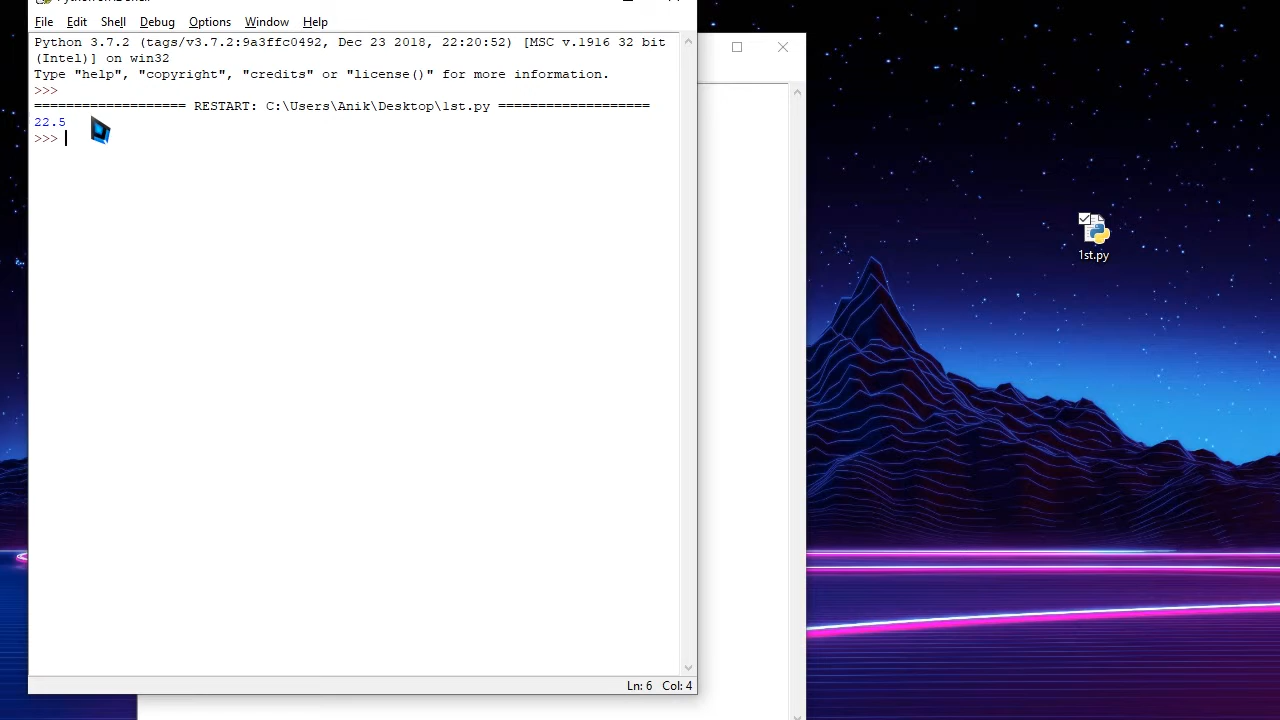 File Edit Shell Debug Options Window Help
Python 3.7.2 (tags/v3.7.2:9a3ffc0492, Dec 23 2018, 22:20:52) [MSC v.1916 32 bit
(Intel)] on win32
Type "help", "copyright", "credits" or "license()" for more information.
>>>
=================== RESTART: C:\Users\Anik\Desktop\1st.py ===================
22.5
>>>
1st.py
Ln: 6 Col: 4